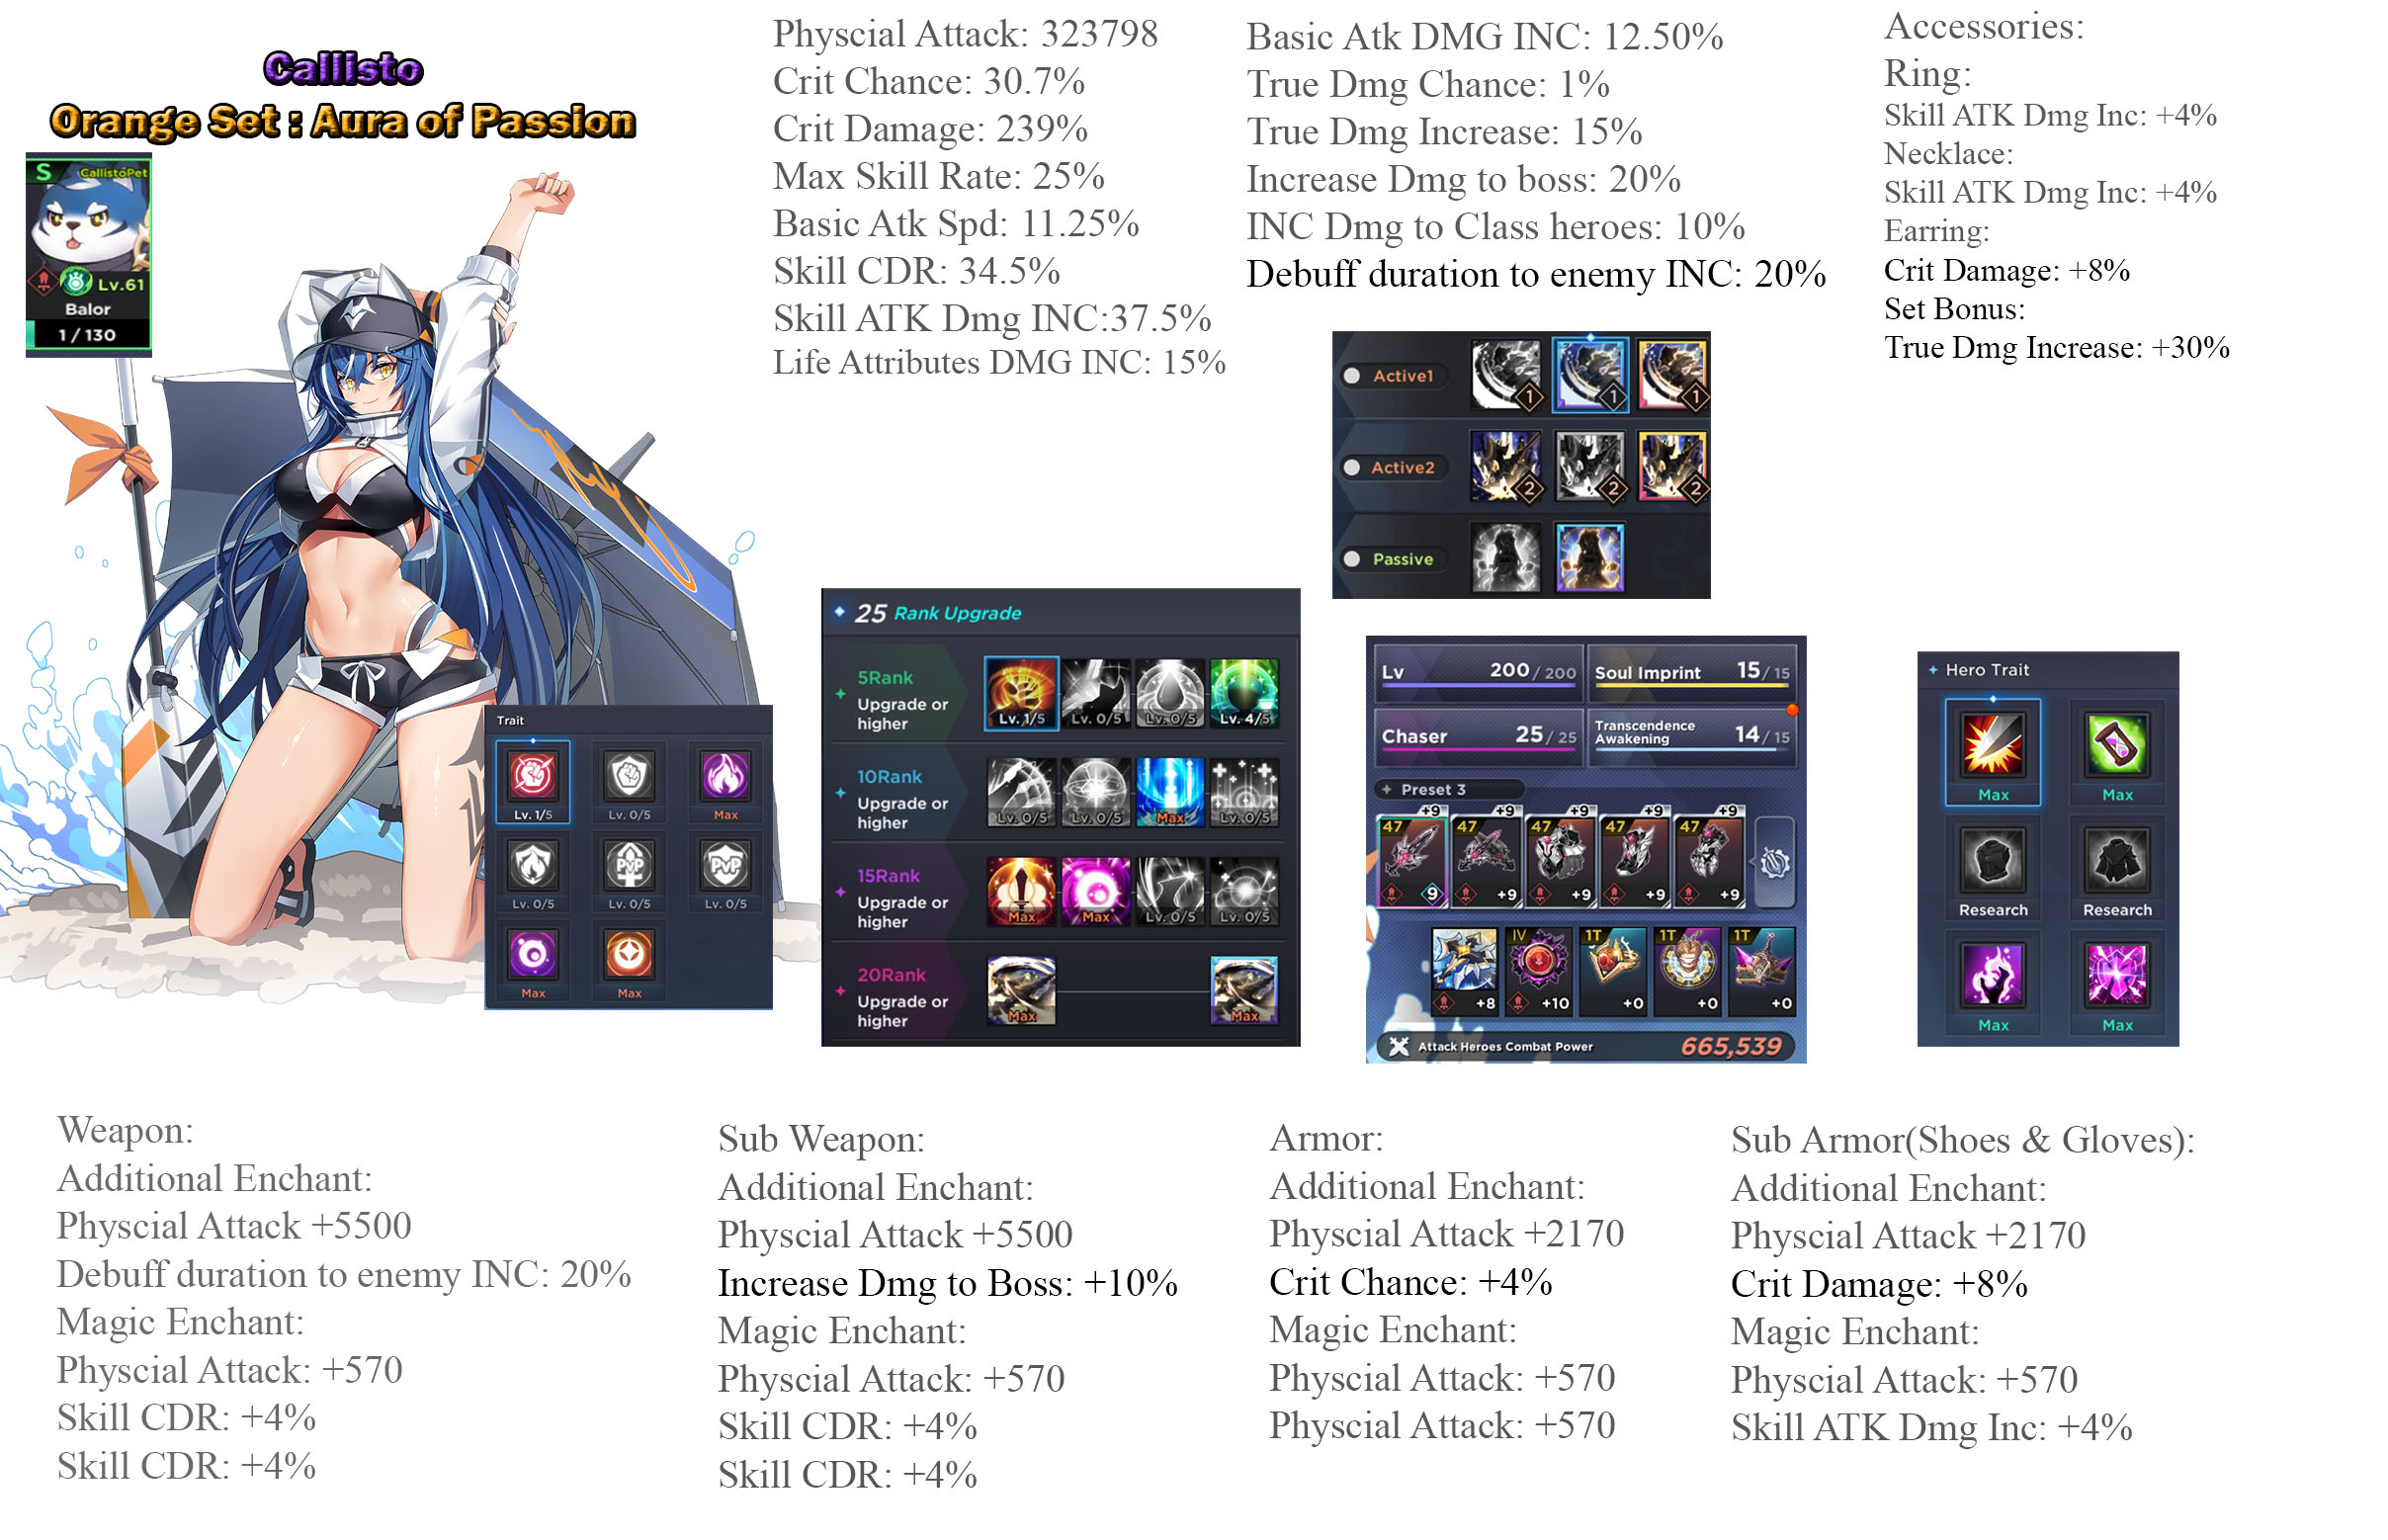 Callisto
Orange Set : Aura of Passion
S CallistoPet
Lv.61
Balor
1 / 130
Physcial Attack: 323798
Crit Chance: 30.7%
Crit Damage: 239%
Max Skill Rate: 25%
Basic Atk Spd: 11.25%
Skill CDR: 34.5%
Skill ATK Dmg INC:37.5%
Life Attributes DMG INC: 15%
Basic Atk DMG INC: 12.50%
True Dmg Chance: 1%
True Dmg Increase: 15%
Increase Dmg to boss: 20%
INC Dmg to Class heroes: 10%
Debuff duration to enemy INC: 20%
Accessories:
Ring:
Skill ATK Dmg Inc: +4%
Necklace:
Skill ATK Dmg Inc: +4%
Earring:
Crit Damage: +8%
Set Bonus:
True Dmg Increase: +30%
Active1 1 1 1
Active2 2 2 2
Passive
Trait
Lv. 1/5 Lv. 0/5 Max
Lv. 0/5 Lv. 0/5 Lv. 0/5
PVP PVP
Max Max
25 Rank Upgrade
5Rank
Upgrade or
higher
Lv. 1/5 Lv. 0/5 Lv. 0/5 Lv. 4/5
10Rank
Upgrade or
higher
Lv. 0/5 Lv. 0/5 Max Lv. 0/5
15Rank
Upgrade or
higher
Max Max Lv. 0/5 Lv. 0/5
20Rank
Upgrade or
higher
Max Max
Lv 200 / 200 Soul Imprint 15 / 15
Chaser 25 / 25 Transcendence
Awakening 14 / 15
Preset 3
+9 +9 +9 +9 +9
47 47 47 47 47
9 +9 +9 +9 +9
IV 1T 1T 1T
+8 +10 +0 +0 +0
Attack Heroes Combat Power 665,539
Hero Trait
Max Max
Research Research
Max Max
Weapon:
Additional Enchant:
Physcial Attack +5500
Debuff duration to enemy INC: 20%
Magic Enchant:
Physcial Attack: +570
Skill CDR: +4%
Skill CDR: +4%
Sub Weapon:
Additional Enchant:
Physcial Attack +5500
Increase Dmg to Boss: +10%
Magic Enchant:
Physcial Attack: +570
Skill CDR: +4%
Skill CDR: +4%
Armor:
Additional Enchant:
Physcial Attack +2170
Crit Chance: +4%
Magic Enchant:
Physcial Attack: +570
Physcial Attack: +570
Sub Armor(Shoes & Gloves):
Additional Enchant:
Physcial Attack +2170
Crit Damage: +8%
Magic Enchant:
Physcial Attack: +570
Skill ATK Dmg Inc: +4%